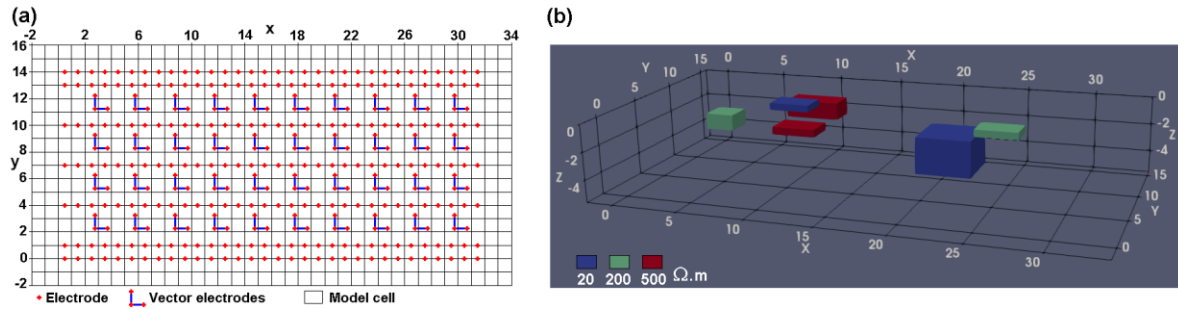 (a)
x
-2 2 6 10 14 18 22 26 30 34
16
14
12
10
8
y
6
4
2
0
-2
Electrode Vector electrodes Model cell
(b)
X
15 0 5 10 15 20 25 30
Y 10
5
0
0
-2
Z
-4
0
-2
Z
-4
15
10
Y
5
0
0 5 10 15 20 25 30
X
20 200 500 Ω.m